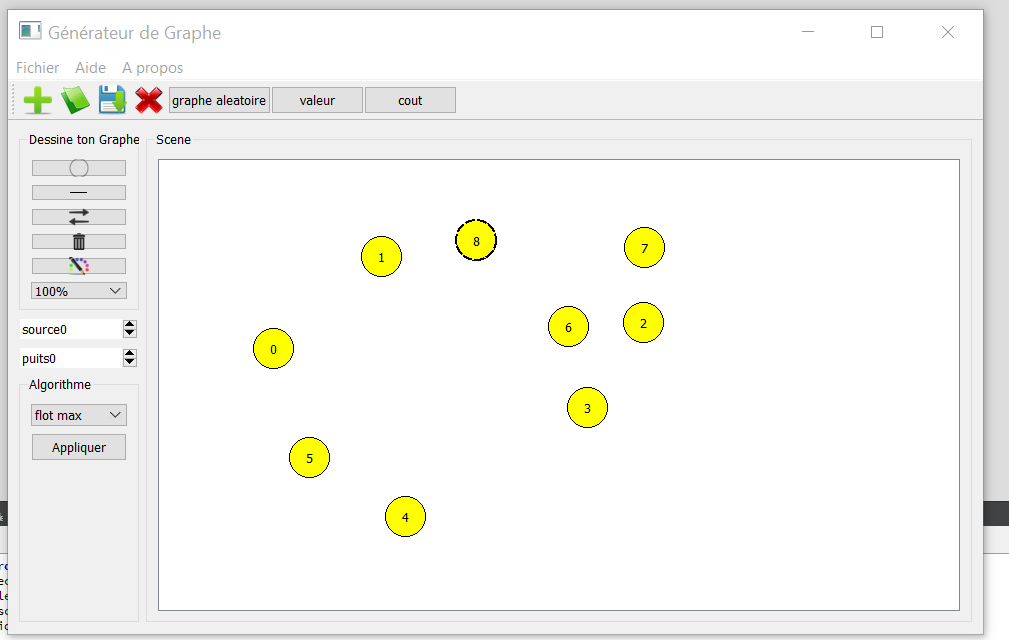 Générateur de Graphe
Fichier Aide A propos
graphe aleatoire valeur cout
Dessine ton Graphe
Scene
100%
source0
puits0
Algorithme
flot max
Appliquer
8
1
7
6
2
0
3
5
4